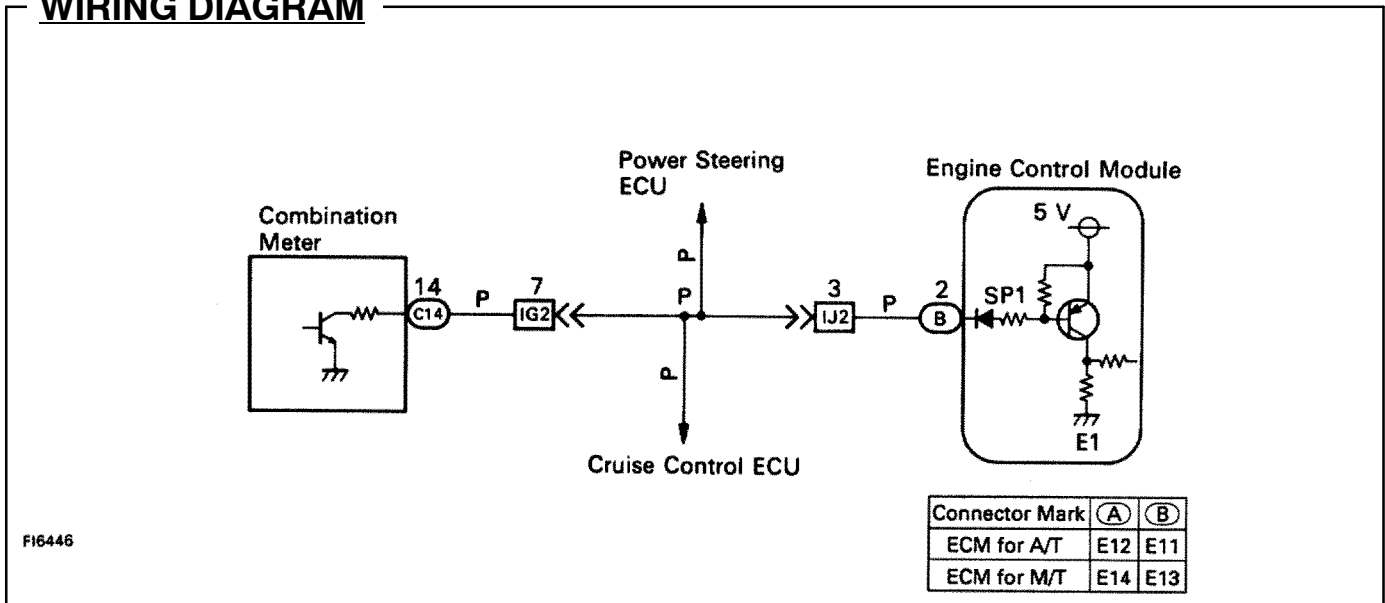 WIRING DIAGRAM
Power Steering
ECU
Engine Control Module
Combination
Meter
5 V
14
C14
P
7
IG2
P
P
P
3
IJ2
P
2
B
SP1
E1
Cruise Control ECU
Connector Mark A B
ECM for A/T E12 E11
ECM for M/T E14 E13
FI6446